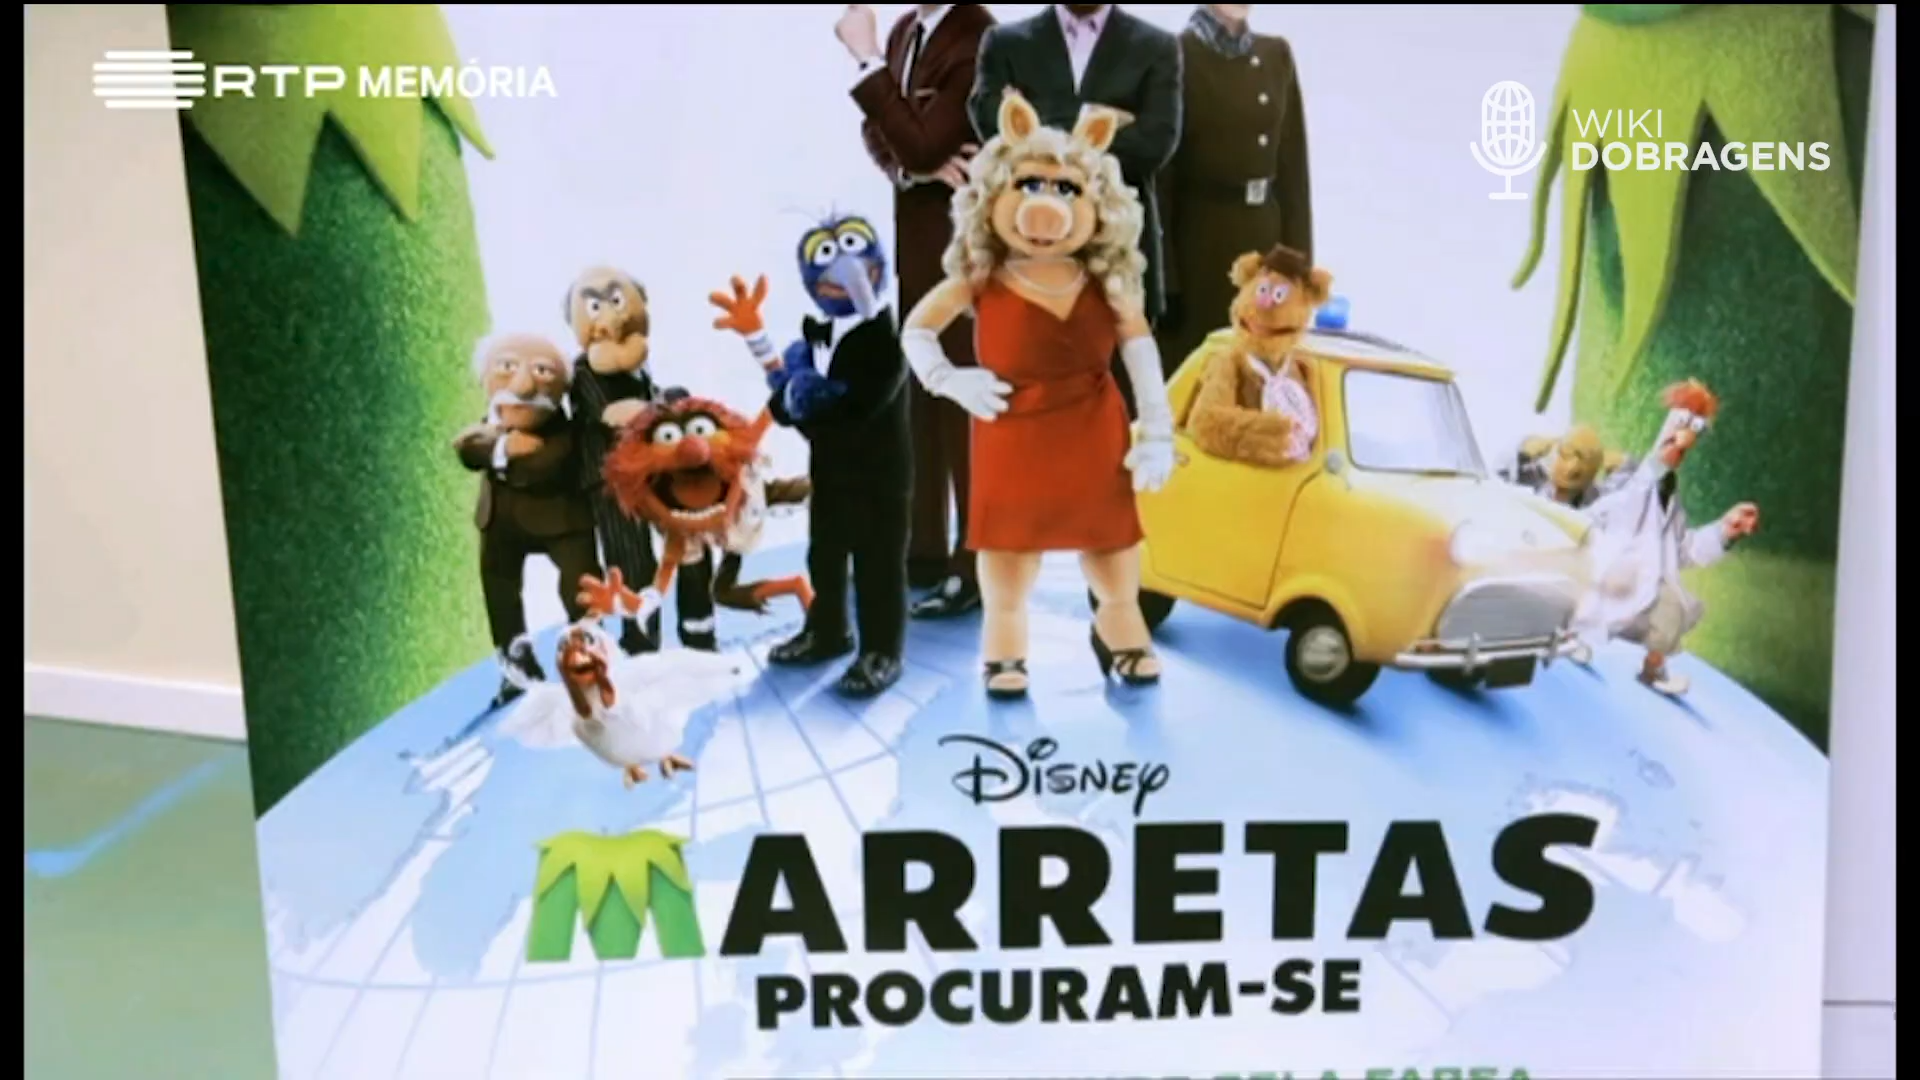 RTP MEMÓRIA
WIKI
DOBRAGENS
Disney
MARRETAS
PROCURAM-SE